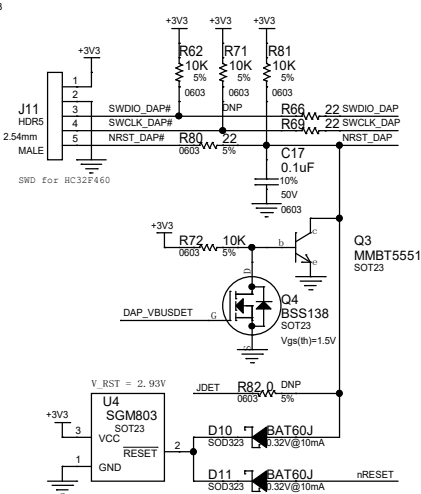 3
+3V3 +3V3 +3V3
R62 R71 R81
+3V3 10K 10K 10K
5% 5% 5%
J11 1
HDR5 2
0603 DNP 0603
SWDIO_DAP# R66 22 SWDIO_DAP
2.54mm 3
SWCLK_DAP# R69 22 SWCLK_DAP
4
MALE 5 NRST_DAP# R80 22 NRST_DAP
0603 5%
SWD for HC32F460
C17
0.1uF
10%
50V
0603
+3V3
R72 10K b c Q3
0603 5% e MMBT5551
SOT23
D Q4
BSS138
DAP_VBUSDET G SOT23
S Vgs(th)=1.5V
V_RST = 2.93V JDET R82 0 DNP
0603 5%
U4
+3V3 SGM803
SOT23 D10 BAT60J
3 VCC RESET 2 SOD323 0.32V@10mA
1 GND D11 BAT60J nRESET
SOD323 0.32V@10mA